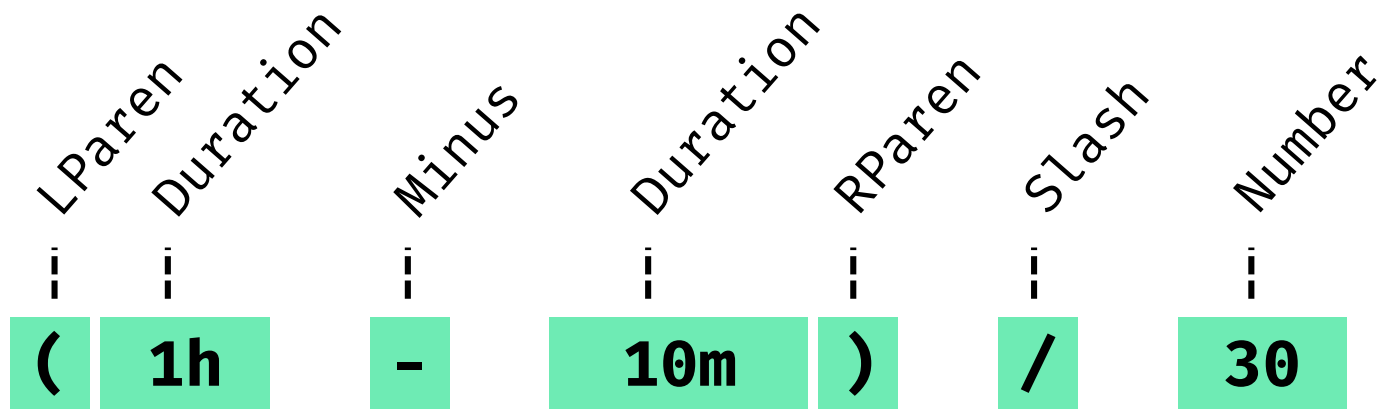 LParen Duration Minus Duration RParen Slash Number
( 1h - 10m ) / 30